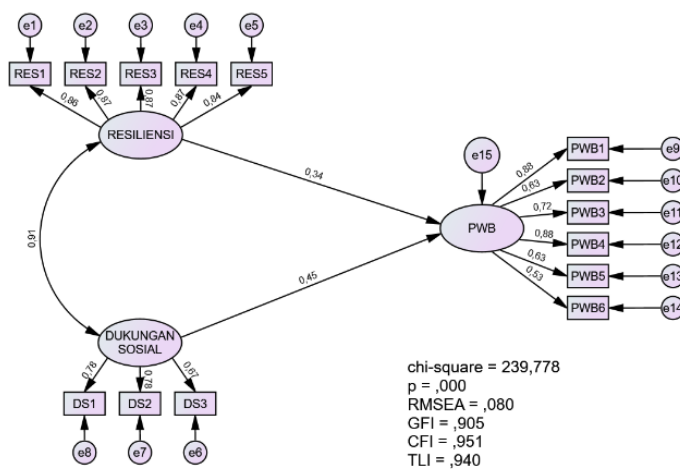 e1 e2 e3 e4 e5
RES1 RES2 RES3 RES4 RES5
0,86 0,87 0,87 0,87 0,84
RESILIENSI
0,34
0,91
0,45
e15
PWB
0,88
0,63
0,72
0,88
0,63
0,53
PWB1 e9
PWB2 e10
PWB3 e11
PWB4 e12
PWB5 e13
PWB6 e14
DUKUNGAN
SOSIAL
0,76 0,78 0,67
DS1 DS2 DS3
e8 e7 e6
chi-square = 239,778
p = ,000
RMSEA = ,080
GFI = ,905
CFI = ,951
TLI = ,940